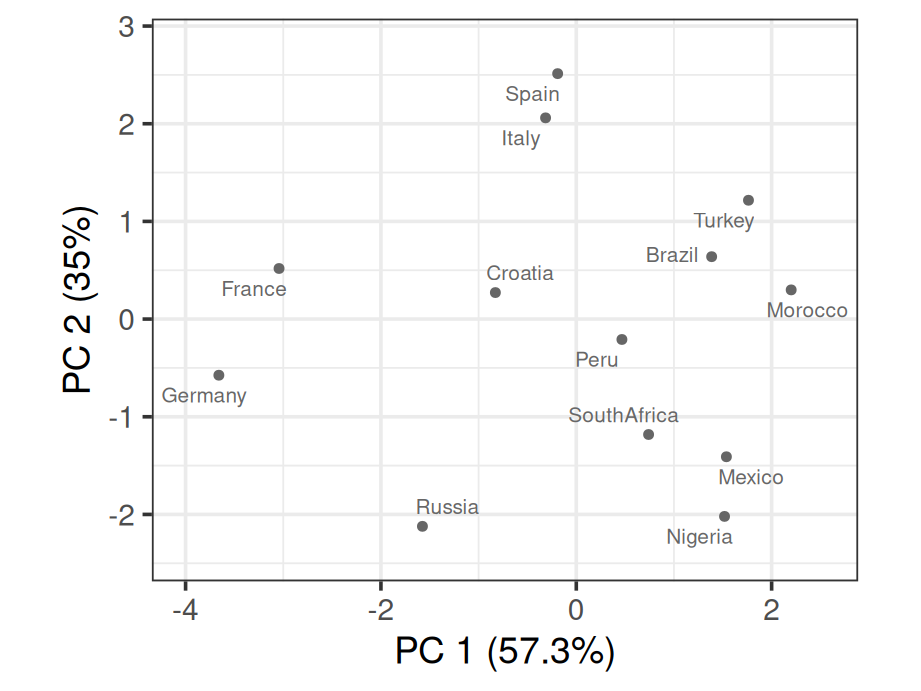 3
2
1
0
-1
-2
PC 2 (35%)
Spain
Italy
Turkey
Brazil
Croatia
France
Morocco
Peru
Germany
SouthAfrica
Mexico
Russia
Nigeria
-4
-2
0
2
PC 1 (57.3%)